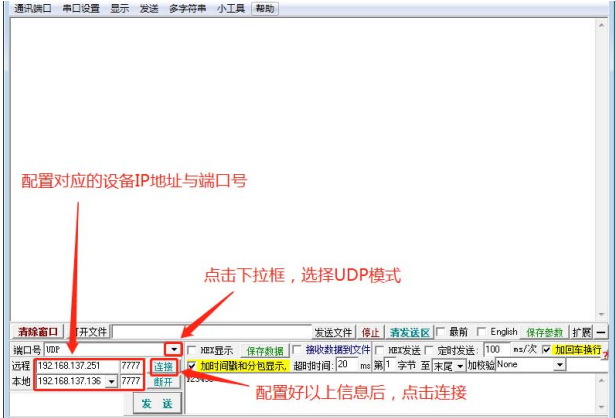 通讯端口 串口设置 显示 发送 多字符串 小工具 帮助
配置对应的设备IP地址与端口号
点击下拉框，选择UDP模式
清除窗口 打开文件 发送文件 停止 清发送区 最前 English 保存参数 扩展 —
端口号 UDP HEX显示 保存数据 接收数据到文件 HEX发送 定时发送: 100 ms/次 加回车换行
远程 192.168.137.251 7777 连接 加时间戳和分包显示, 超时时间: 20 ms 第1 字节 至 末尾 加校验 None
本地 192.168.137.136 7777 断开
配置好以上信息后，点击连接
发 送